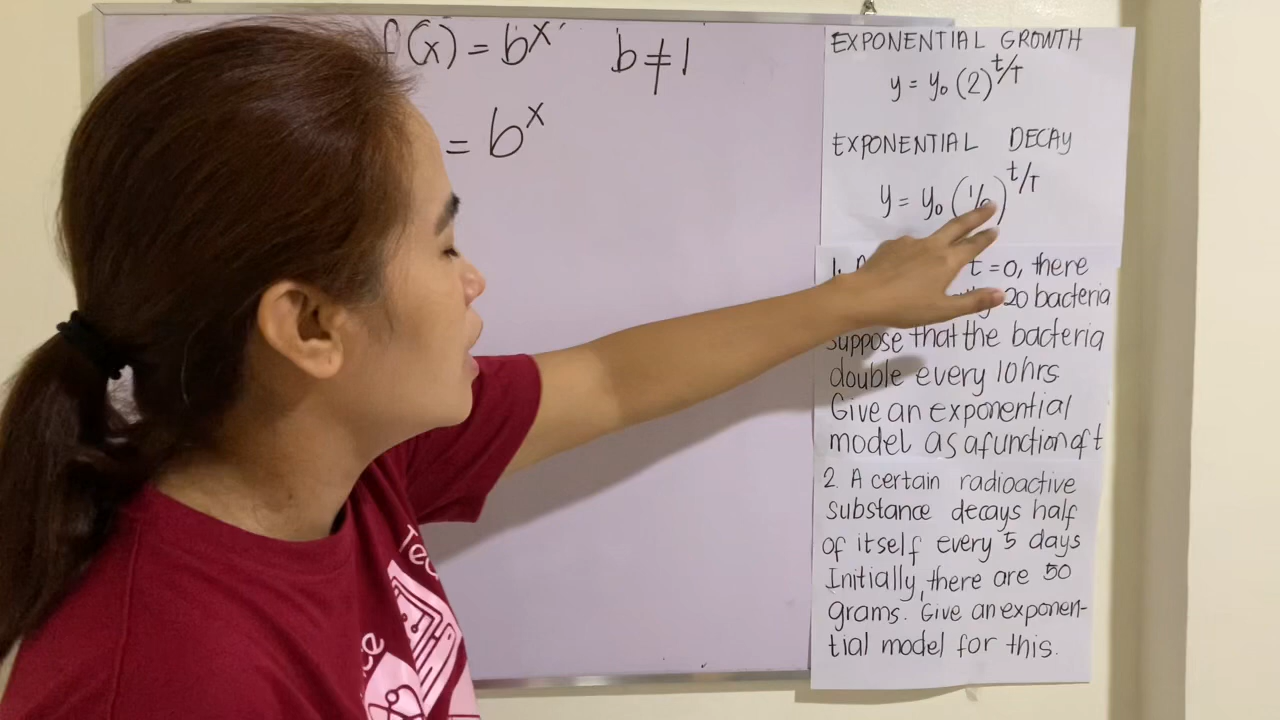 f(x) = bˣ b ≠ 1
= bˣ
EXPONENTIAL GROWTH
y = y₀ (2)^t/T
EXPONENTIAL DECAY
y = y₀ (1/2)^t/T
1. t = 0, there
20 bacteria
suppose that the bacteria
double every 10hrs
Give an exponential
model as a function of t
2. A certain radioactive
substance decays half
of itself every 5 days
Initially, there are 50
grams. Give an exponen-
tial model for this.